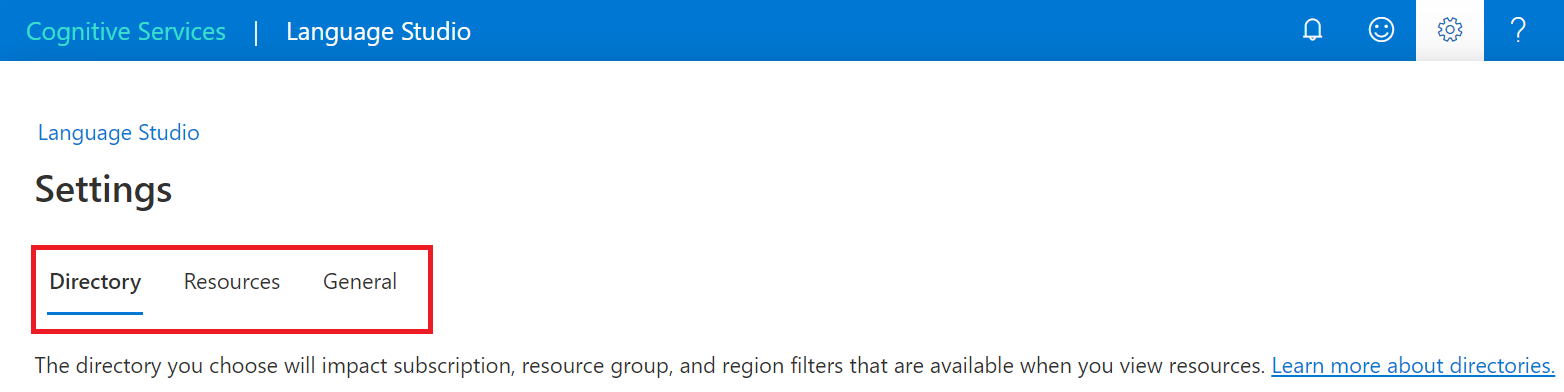 Cognitive Services | Language Studio
Language Studio
Settings
Directory Resources General
The directory you choose will impact subscription, resource group, and region filters that are available when you view resources. Learn more about directories.